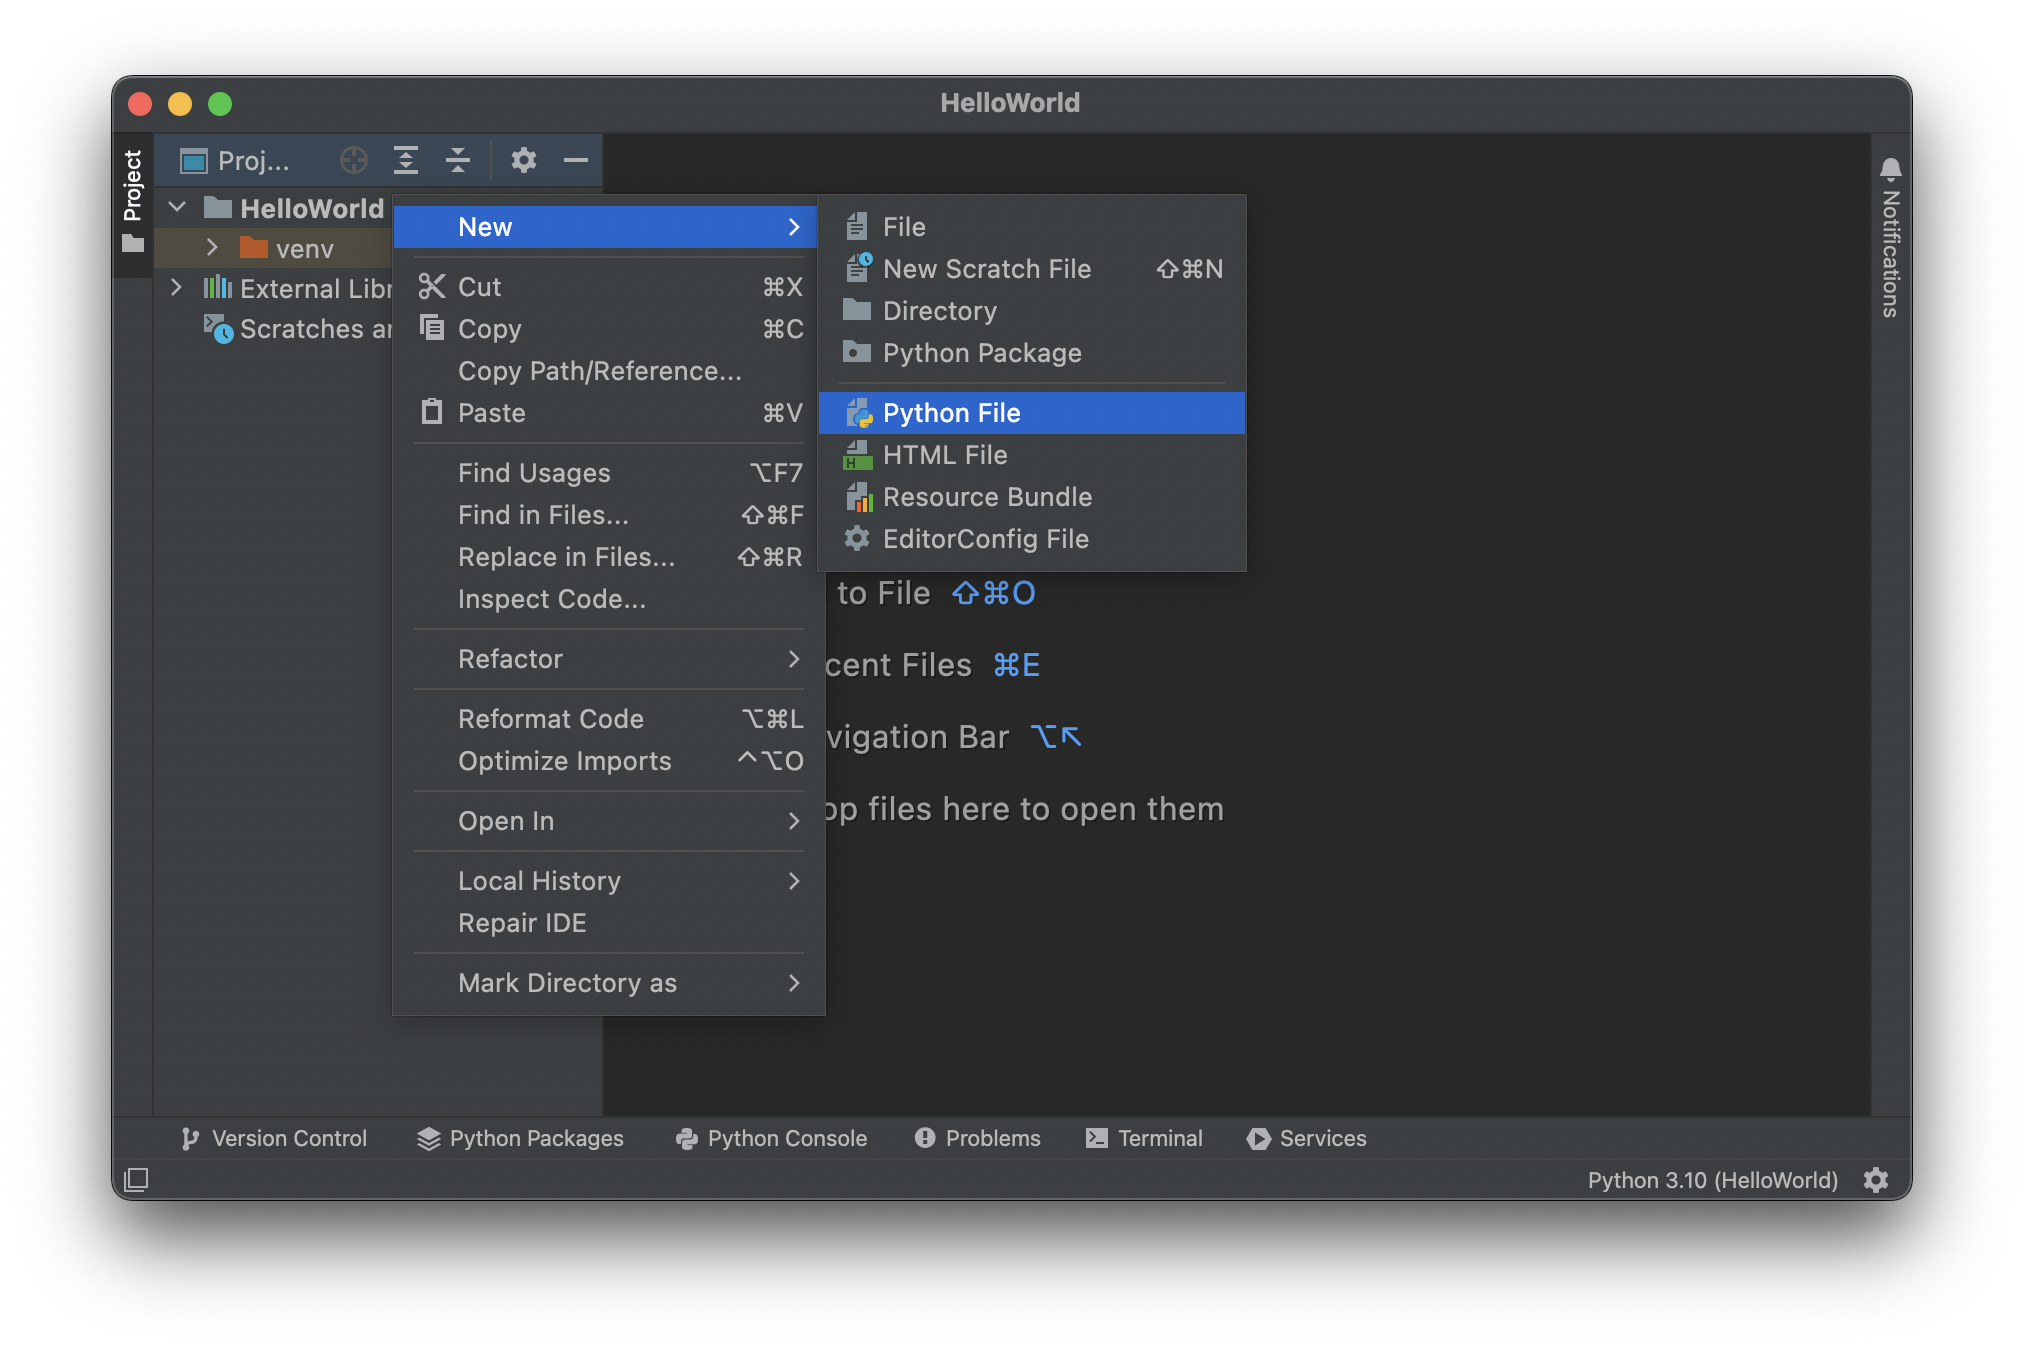 HelloWorld
Project
Proj...
HelloWorld
venv
External Libr
Scratches
New
Cut ⌘X
Copy ⌘C
Copy Path/Reference...
Paste ⌘V
Find Usages ⌥F7
Find in Files... ⇧⌘F
Replace in Files... ⇧⌘R
Inspect Code...
Refactor
Reformat Code ⌥⌘L
Optimize Imports ^⌥O
Open In
Local History
Repair IDE
Mark Directory as
File
New Scratch File ⇧⌘N
Directory
Python Package
Python File
HTML File
Resource Bundle
EditorConfig File
to File ⇧⌘O
cent Files ⌘E
vigation Bar ⌥↖
op files here to open them
Notifications
Version Control
Python Packages
Python Console
Problems
Terminal
Services
Python 3.10 (HelloWorld)